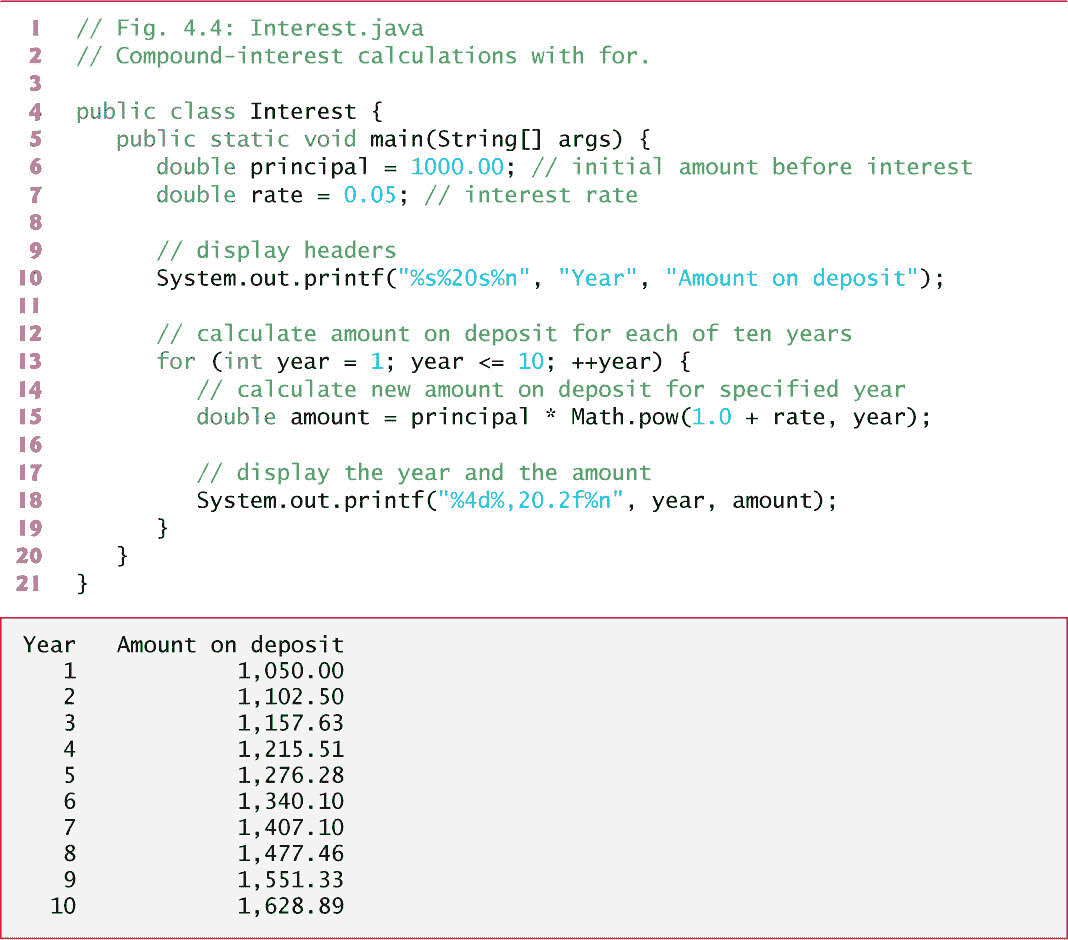 1 // Fig. 4.4: Interest.java
2 // Compound-interest calculations with for.
3
4 public class Interest {
5    public static void main(String[] args) {
6       double principal = 1000.00; // initial amount before interest
7       double rate = 0.05; // interest rate
8
9       // display headers
10       System.out.printf("%s%20s%n", "Year", "Amount on deposit");
11
12       // calculate amount on deposit for each of ten years
13       for (int year = 1; year <= 10; ++year) {
14          // calculate new amount on deposit for specified year
15          double amount = principal * Math.pow(1.0 + rate, year);
16
17          // display the year and the amount
18          System.out.printf("%4d%,20.2f%n", year, amount);
19       }
20    }
21 }
Year   Amount on deposit
   1            1,050.00
   2            1,102.50
   3            1,157.63
   4            1,215.51
   5            1,276.28
   6            1,340.10
   7            1,407.10
   8            1,477.46
   9            1,551.33
  10            1,628.89